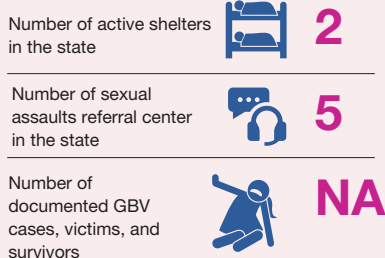 Number of active shelters
in the state
2
Number of sexual
assaults referral center
in the state
5
Number of
documented GBV
cases, victims, and
survivors
NA